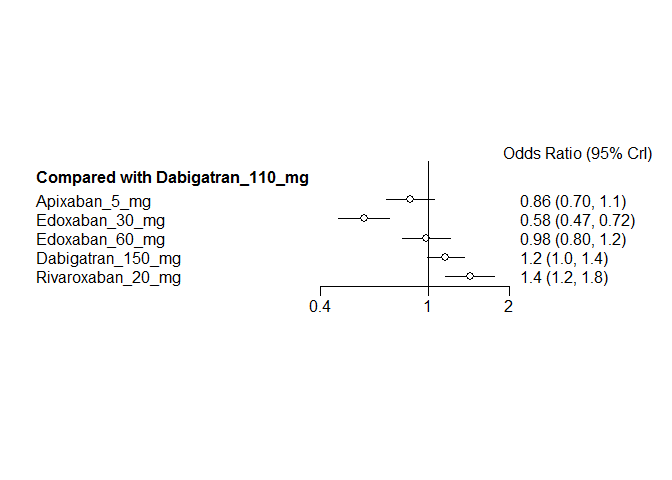 Odds Ratio (95% CrI)
Compared with Dabigatran_110_mg
Apixaban_5_mg 0.86 (0.70, 1.1)
Edoxaban_30_mg 0.58 (0.47, 0.72)
Edoxaban_60_mg 0.98 (0.80, 1.2)
Dabigatran_150_mg 1.2 (1.0, 1.4)
Rivaroxaban_20_mg 1.4 (1.2, 1.8)
0.4 1 2